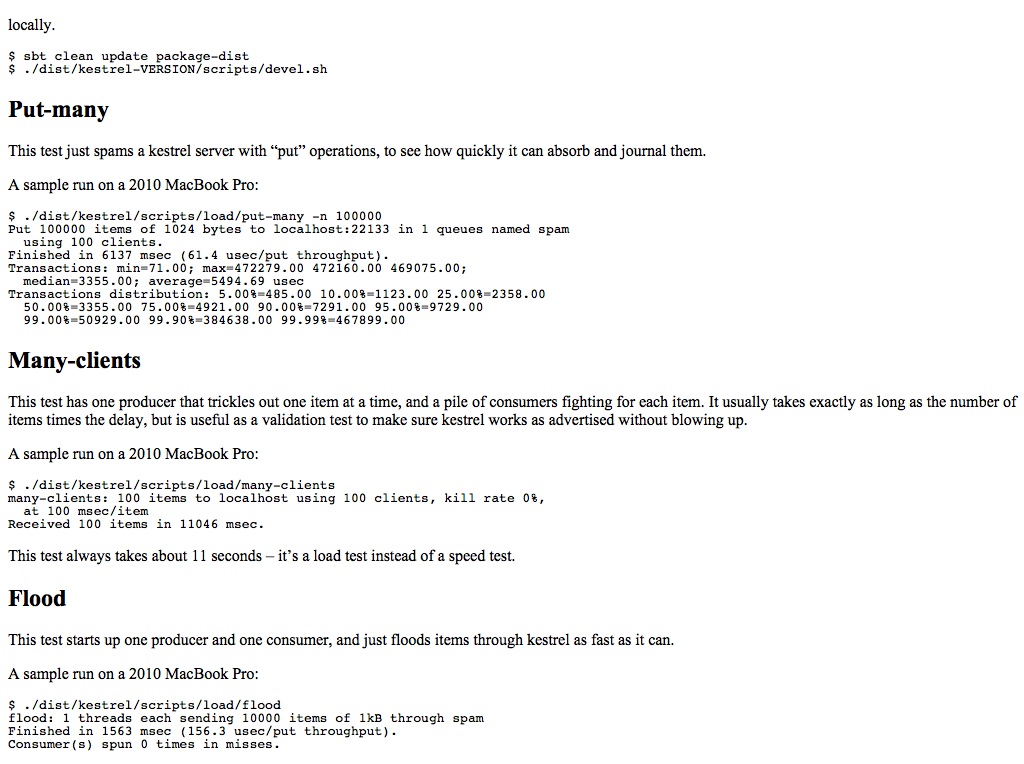 locally.
$ sbt clean update package-dist
$ ./dist/kestrel-VERSION/scripts/devel.sh
Put-many
This test just spams a kestrel server with “put” operations, to see how quickly it can absorb and journal them.
A sample run on a 2010 MacBook Pro:
$ ./dist/kestrel/scripts/load/put-many -n 100000
Put 100000 items of 1024 bytes to localhost:22133 in 1 queues named spam
  using 100 clients.
Finished in 6137 msec (61.4 usec/put throughput).
Transactions: min=71.00; max=472279.00 472160.00 469075.00;
  median=3355.00; average=5494.69 usec
Transactions distribution: 5.00%=485.00 10.00%=1123.00 25.00%=2358.00
  50.00%=3355.00 75.00%=4921.00 90.00%=7291.00 95.00%=9729.00
  99.00%=50929.00 99.90%=384638.00 99.99%=467899.00
Many-clients
This test has one producer that trickles out one item at a time, and a pile of consumers fighting for each item. It usually takes exactly as long as the number of
items times the delay, but is useful as a validation test to make sure kestrel works as advertised without blowing up.
A sample run on a 2010 MacBook Pro:
$ ./dist/kestrel/scripts/load/many-clients
many-clients: 100 items to localhost using 100 clients, kill rate 0%,
  at 100 msec/item
Received 100 items in 11046 msec.
This test always takes about 11 seconds – it’s a load test instead of a speed test.
Flood
This test starts up one producer and one consumer, and just floods items through kestrel as fast as it can.
A sample run on a 2010 MacBook Pro:
$ ./dist/kestrel/scripts/load/flood
flood: 1 threads each sending 10000 items of 1kB through spam
Finished in 1563 msec (156.3 usec/put throughput).
Consumer(s) spun 0 times in misses.